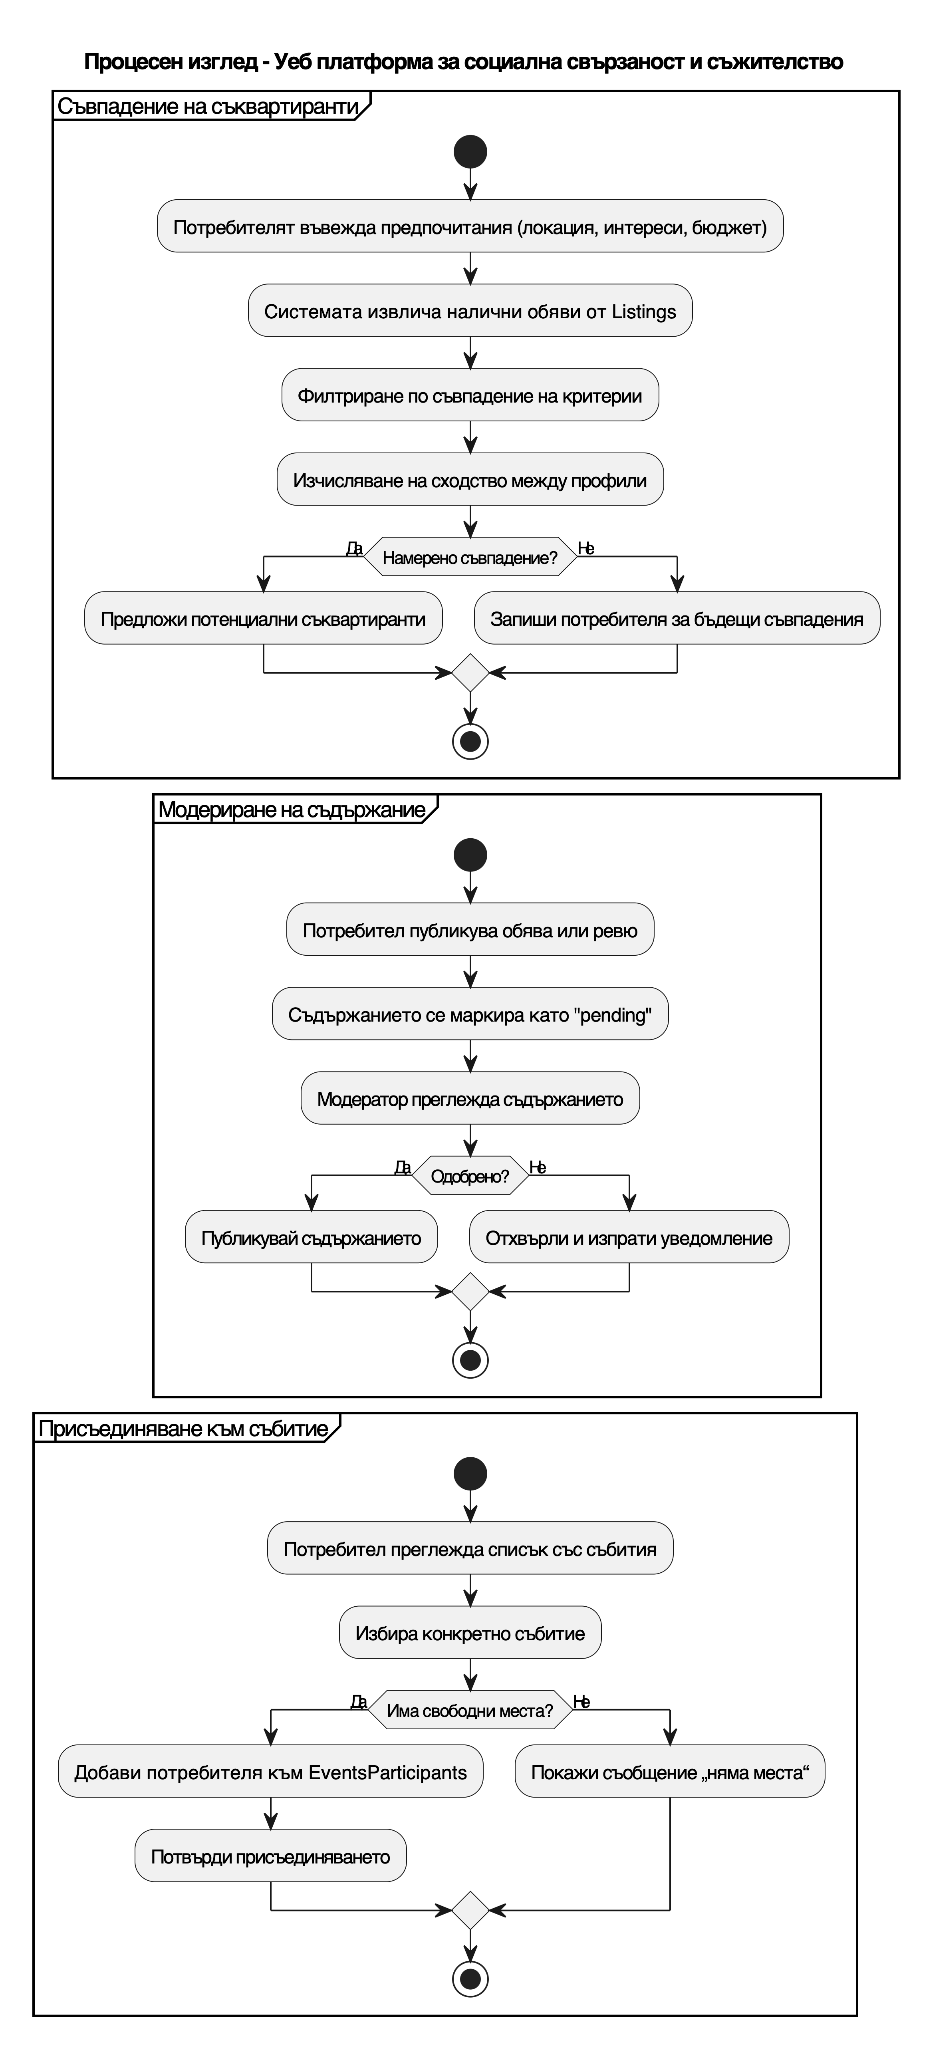 Процесен изглед - Уеб платформа за социална свързаност и съжителство
Съвпадение на съквартиранти
Потребителят въвежда предпочитания (локация, интереси, бюджет)
Системата извлича налични обяви от Listings
Филтриране по съвпадение на критерии
Изчисляване на сходство между профили
Да
Намерено съвпадение?
Не
Предложи потенциални съквартиранти
Запиши потребителя за бъдещи съвпадения
Модериране на съдържание
Потребител публикува обява или ревю
Съдържанието се маркира като "pending"
Модератор преглежда съдържанието
Да
Одобрено?
Не
Публикувай съдържанието
Отхвърли и изпрати уведомление
Присъединяване към събитие
Потребител преглежда списък със събития
Избира конкретно събитие
Да
Има свободни места?
Не
Добави потребителя към EventsParticipants
Покажи съобщение „няма места“
Потвърди присъединяването